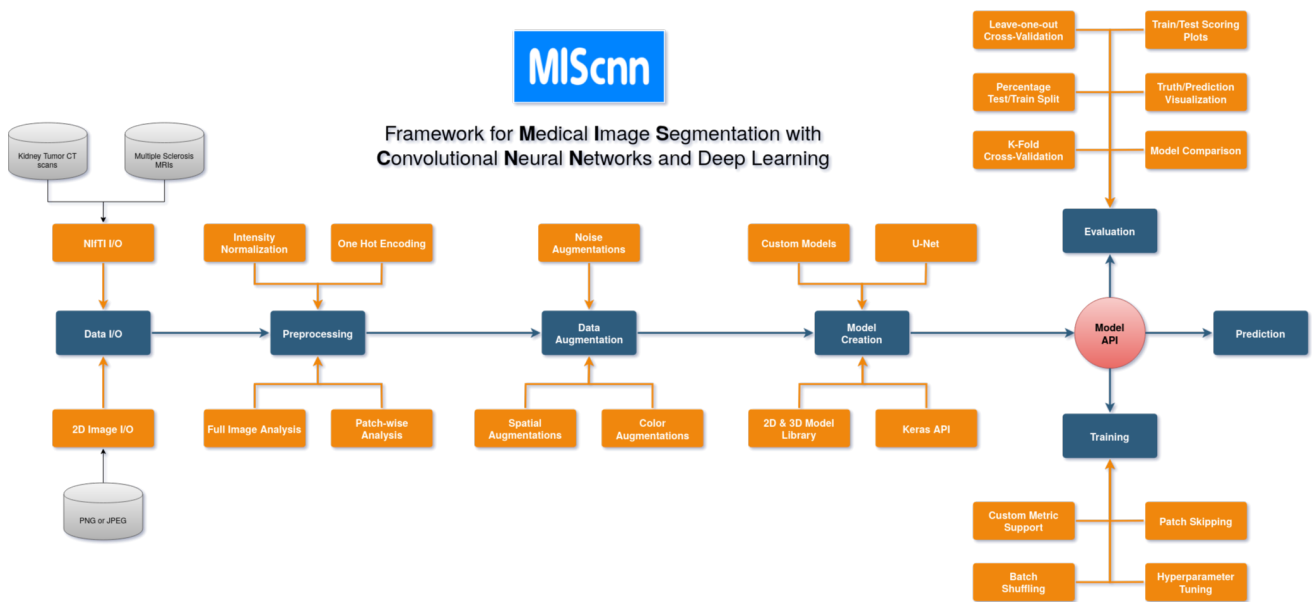 MIScnn
Framework for Medical Image Segmentation with
Convolutional Neural Networks and Deep Learning
Kidney Tumor CT
scans
Multiple Sclerosis
MRIs
NIfTI I/O
Data I/O
2D Image I/O
PNG or JPEG
Intensity
Normalization
One Hot Encoding
Preprocessing
Full Image Analysis
Patch-wise
Analysis
Noise
Augmentations
Data
Augmentation
Spatial
Augmentations
Color
Augmentations
Custom Models
U-Net
Model
Creation
2D & 3D Model
Library
Keras API
Leave-one-out
Cross-Validation
Train/Test Scoring
Plots
Percentage
Test/Train Split
Truth/Prediction
Visualization
K-Fold
Cross-Validation
Model Comparison
Evaluation
Model
API
Prediction
Training
Custom Metric
Support
Patch Skipping
Batch
Shuffling
Hyperparameter
Tuning